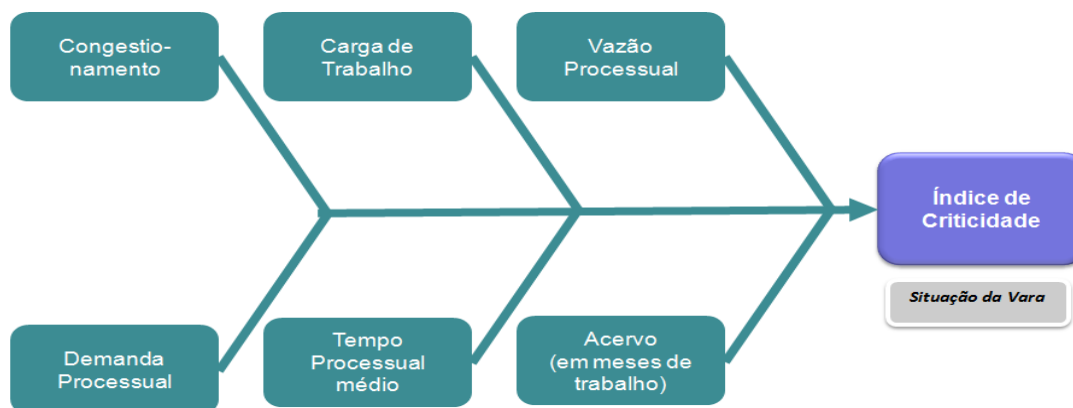 Congestio-
namento
Carga de
Trabalho
Vazão
Processual
Índice de
Criticidade
Situação da Vara
Demanda
Processual
Tempo
Processual
médio
Acervo
(em meses de
trabalho)